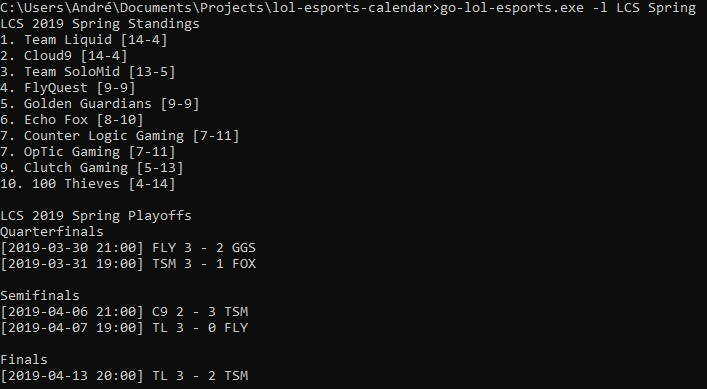 C:\Users\André\Documents\Projects\lol-esports-calendar>go-lol-esports.exe -l LCS Spring
LCS 2019 Spring Standings
1. Team Liquid [14-4]
2. Cloud9 [14-4]
3. Team SoloMid [13-5]
4. FlyQuest [9-9]
5. Golden Guardians [9-9]
6. Echo Fox [8-10]
7. Counter Logic Gaming [7-11]
7. OpTic Gaming [7-11]
9. Clutch Gaming [5-13]
10. 100 Thieves [4-14]
LCS 2019 Spring Playoffs
Quarterfinals
[2019-03-30 21:00] FLY 3 - 2 GGS
[2019-03-31 19:00] TSM 3 - 1 FOX
Semifinals
[2019-04-06 21:00] C9 2 - 3 TSM
[2019-04-07 19:00] TL 3 - 0 FLY
Finals
[2019-04-13 20:00] TL 3 - 2 TSM